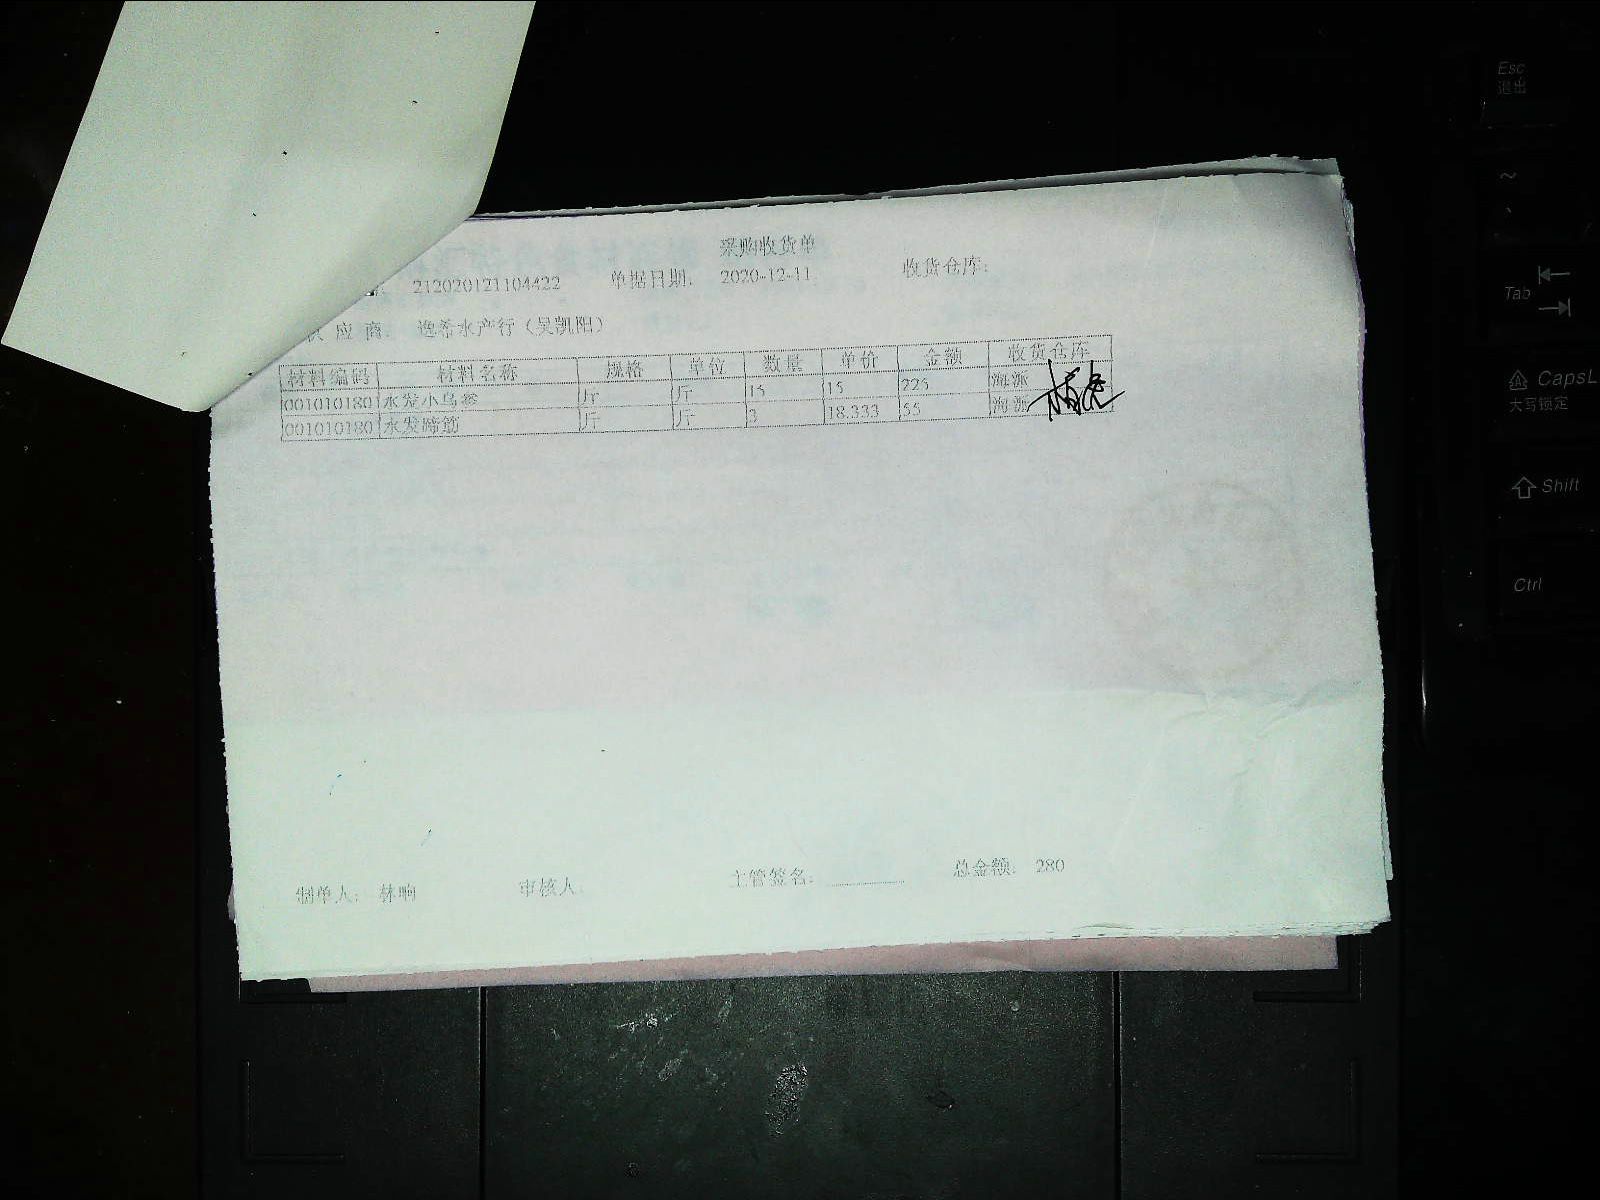 采购收货单
212020121104422 单据日期: 2020-12-11 收货仓库:
应 商: 逸希水产行（吴凯阳）
材料编码 材料名称 规格 单位 数量 单价 金额 收货仓库
001010180 水发小乌参 斤 斤 15 15 225 海派
001010180 水发蹄筋 斤 斤 3 18.333 55 海派
制单人: 林响 审核人: 主管签名: 总金额: 280
Esc
退出
~
Tab
CapsL
大写锁定
Shift
Ctrl